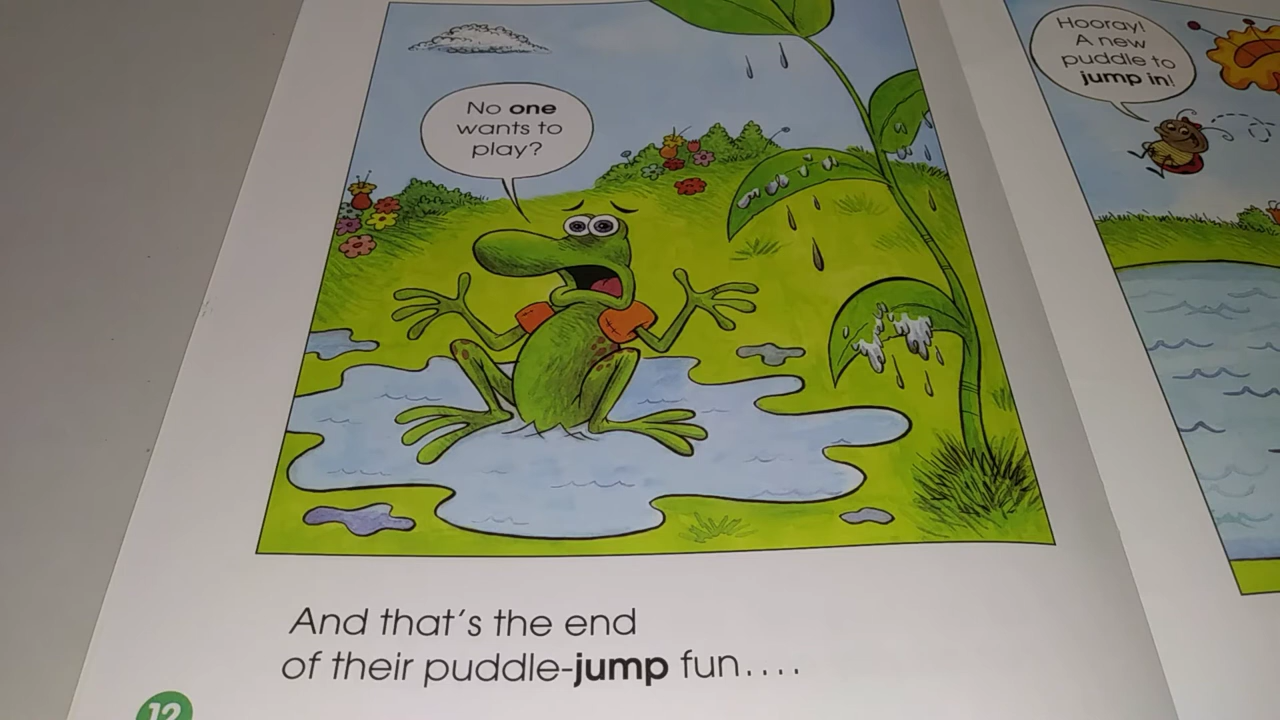 No one
wants to
play?
And that's the end
of their puddle-jump fun....
12
Hooray!
A new
puddle to
jump in!